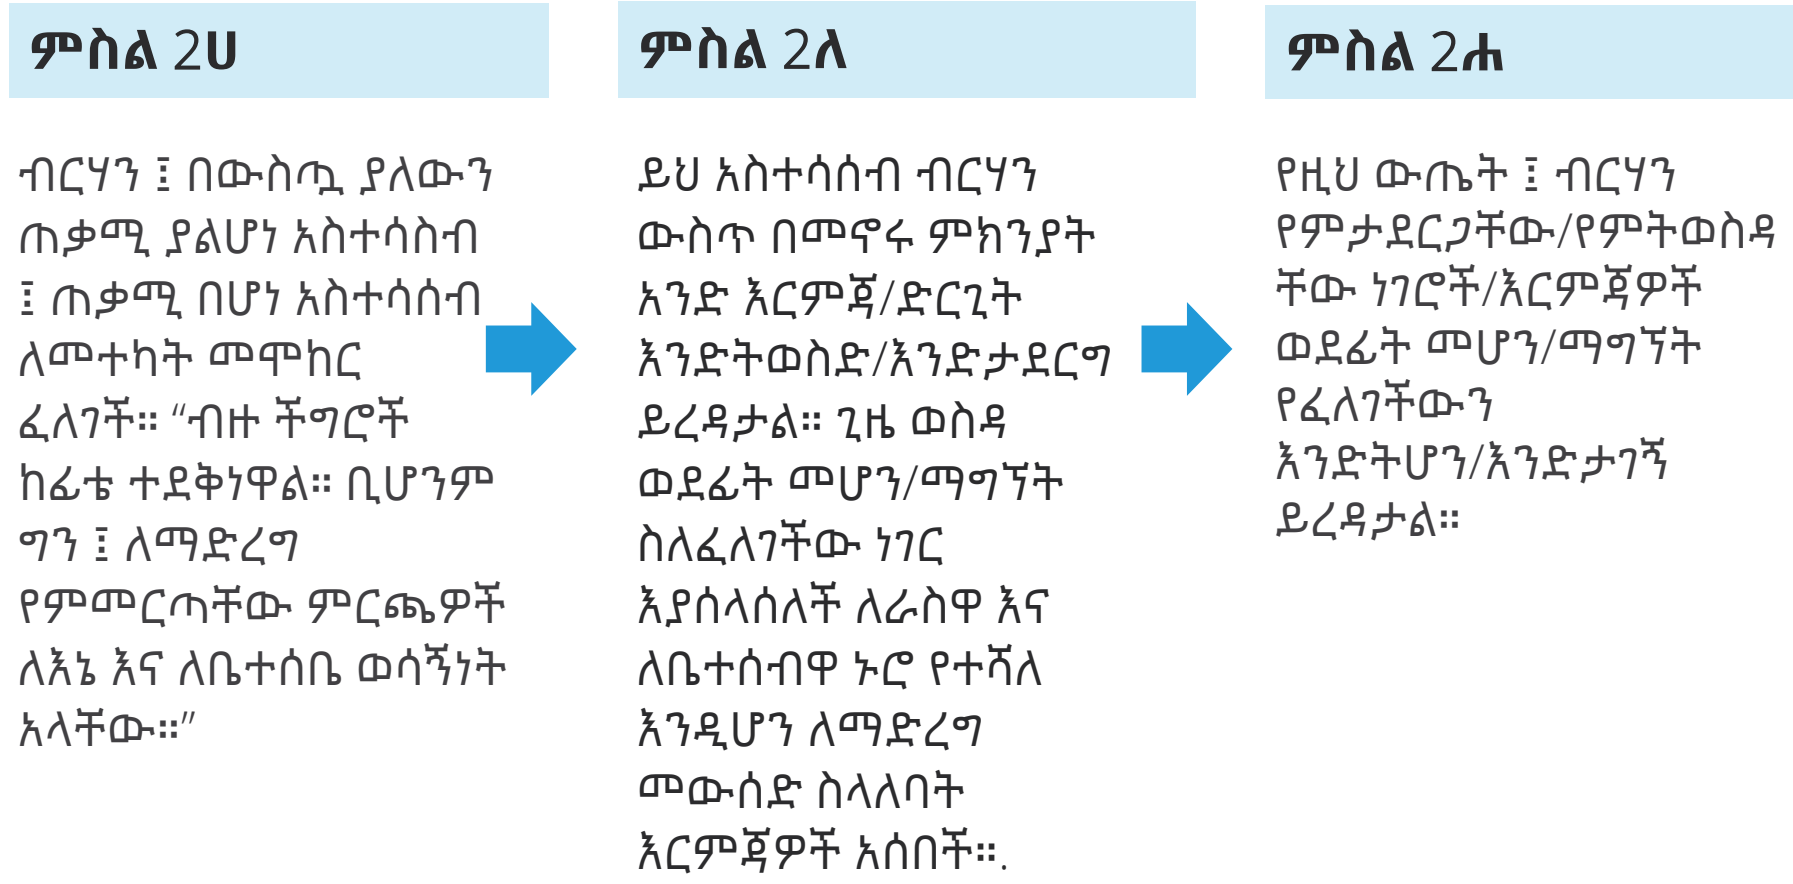 ምስል 2ሀ
ብርሃን ፤ በውስጧ ያለውን
ጠቃሚ ያልሆነ አስተሳስብ
፤ ጠቃሚ በሆነ አስተሳሰብ
ለመተካት መሞከር
ፈለገች። “ብዙ ችግሮች
ከፊቴ ተደቅነዋል። ቢሆንም
ግን ፤ ለማድረግ
የምመርጣቸው ምርጫዎች
ለእኔ እና ለቤተሰቤ ወሳኝነት
አላቸው።”
ምስል 2ለ
ይህ አስተሳሰብ ብርሃን
ውስጥ በመኖሩ ምክንያት
አንድ እርምጃ/ድርጊት
እንድትወስድ/እንድታደርግ
ይረዳታል። ጊዜ ወስዳ
ወደፊት መሆን/ማግኘት
ስለፈለገችው ነገር
እያሰላሰለች ለራስዋ እና
ለቤተሰብዋ ኑሮ የተሻለ
እንዲሆን ለማድረግ
መውሰድ ስላለባት
እርምጃዎች አሰበች።.
ምስል 2ሐ
የዚህ ውጤት ፤ ብርሃን
የምታደርጋቸው/የምትወስዳ
ቸው ነገሮች/እርምጃዎች
ወደፊት መሆን/ማግኘት
የፈለገችውን
እንድትሆን/እንድታገኝ
ይረዳታል።